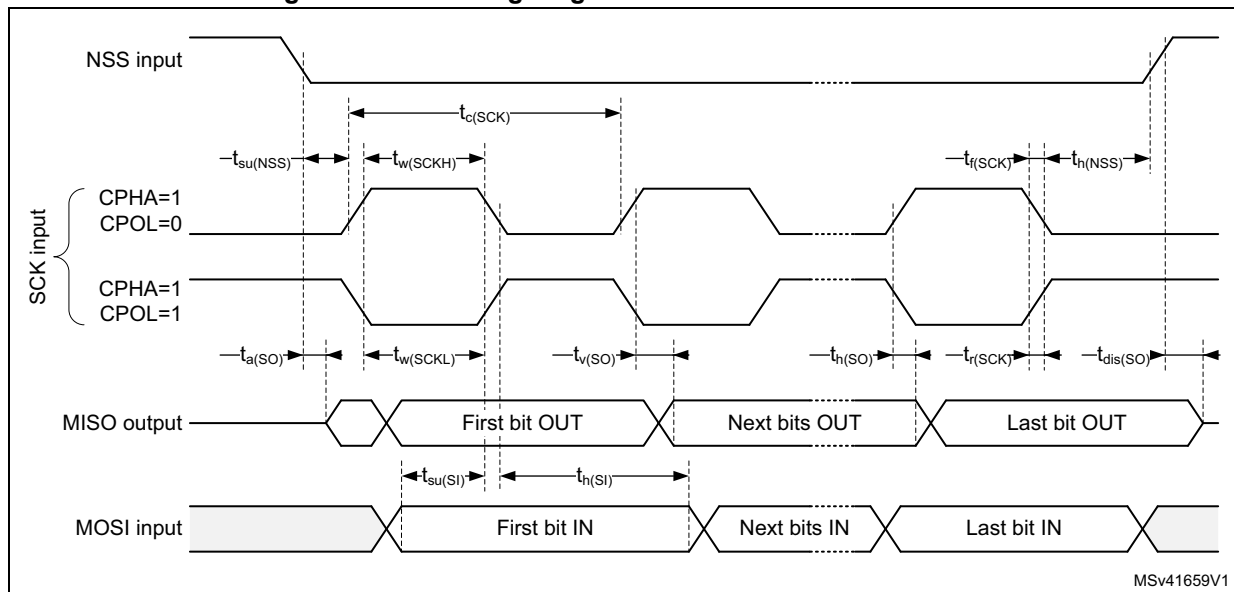 NSS input
tc(SCK)
tsu(NSS)
tw(SCKH)
tf(SCK)
th(NSS)
CPHA=1
CPOL=0
SCK input
CPHA=1
CPOL=1
ta(SO)
tw(SCKL)
tv(SO)
th(SO)
tr(SCK)
tdis(SO)
MISO output
First bit OUT
Next bits OUT
Last bit OUT
tsu(SI)
th(SI)
MOSI input
First bit IN
Next bits IN
Last bit IN
MSv41659V1